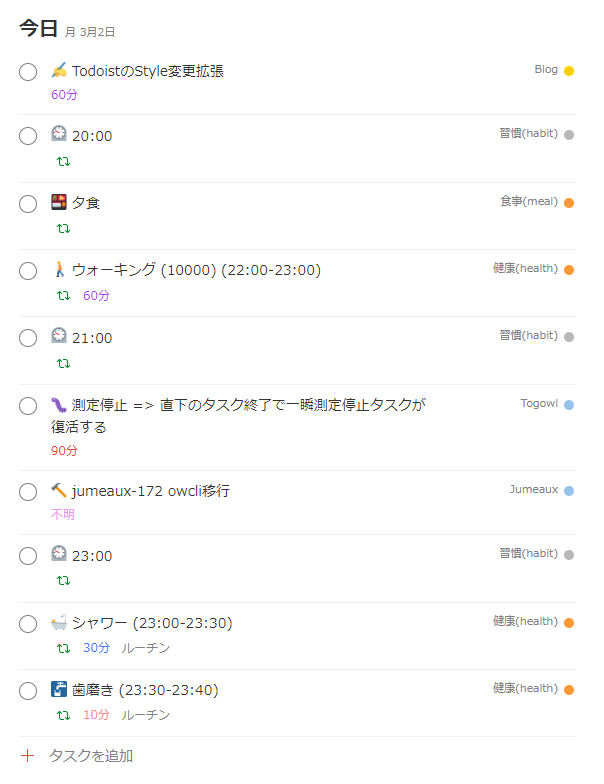 今日 月 3月2日
✍ TodoistのStyle変更拡張 Blog
60分
🕙 20:00 習慣(habit)
🍱 夕食 食事(meal)
🚶 ウォーキング (10000) (22:00-23:00) 健康(health)
60分
🕙 21:00 習慣(habit)
🐛 測定停止 => 直下のタスク終了で一瞬測定停止タスクが Togowl
復活する
90分
🔨 jumeaux-172 owcli移行 Jumeaux
不明
🕙 23:00 習慣(habit)
🛁 シャワー (23:00-23:30) 健康(health)
30分 ルーチン
🚰 歯磨き (23:30-23:40) 健康(health)
10分 ルーチン
+ タスクを追加